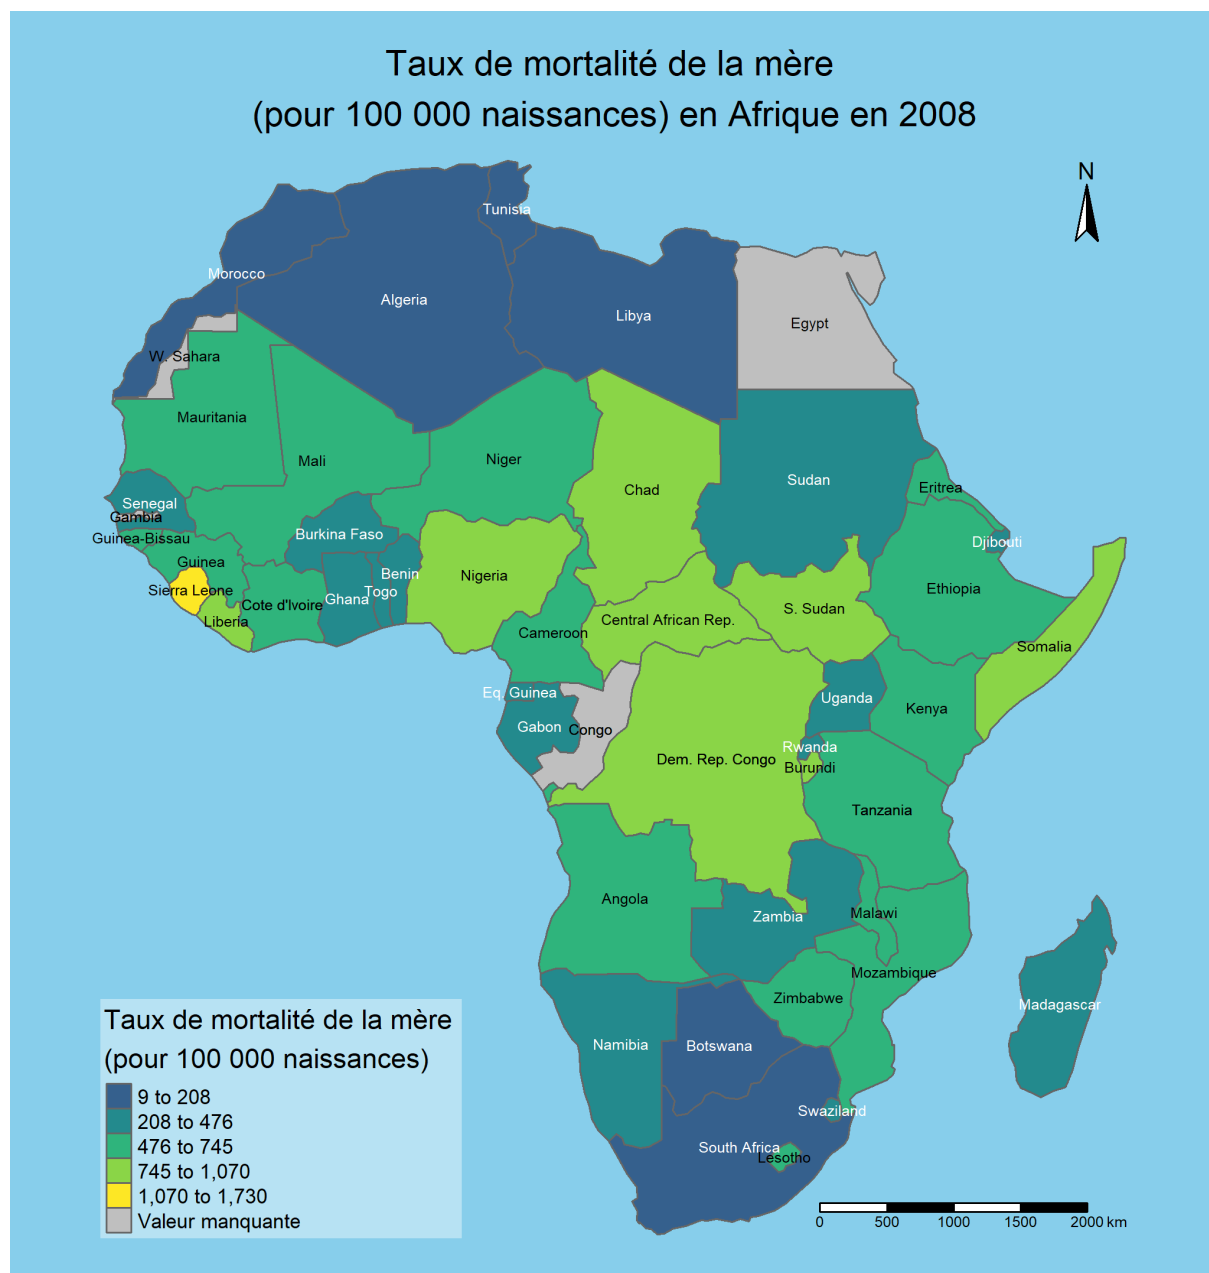 Taux de mortalité de la mère
(pour 100 000 naissances) en Afrique en 2008
N
Tunisia
Morocco
Algeria
Libya
Egypt
W. Sahara
Mauritania
Mali
Niger
Chad
Sudan
Eritrea
Senegal
Gambia
Guinea-Bissau
Burkina Faso
Djibouti
Guinea
Benin
Nigeria
Ethiopia
Sierra Leone
Togo
Ghana
Cote d'Ivoire
Liberia
S. Sudan
Central African Rep.
Cameroon
Somalia
Eq. Guinea
Uganda
Kenya
Gabon
Congo
Rwanda
Dem. Rep. Congo
Burundi
Tanzania
Angola
Malawi
Zambia
Mozambique
Zimbabwe
Madagascar
Namibia
Botswana
Swaziland
South Africa
Lesotho
Taux de mortalité de la mère
(pour 100 000 naissances)
9 to 208
208 to 476
476 to 745
745 to 1,070
1,070 to 1,730
Valeur manquante
0 500 1000 1500 2000 km